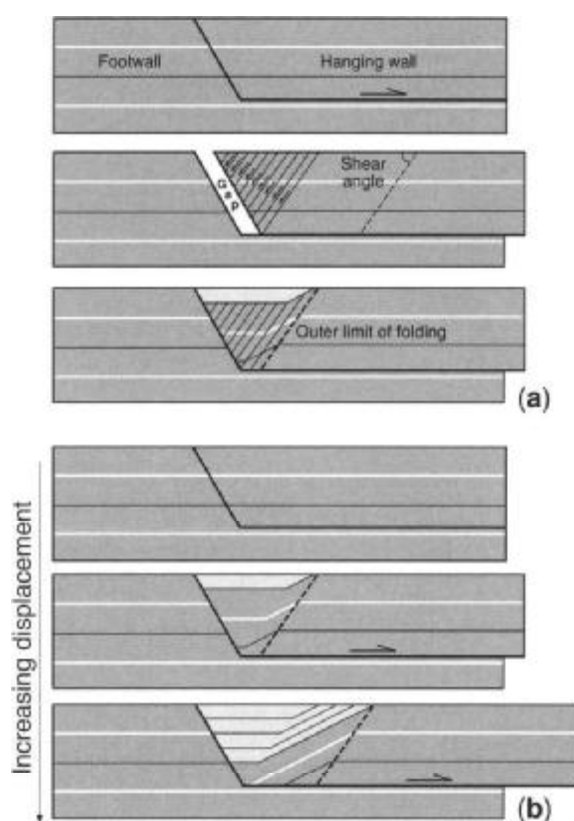 Footwall
Hanging wall
Gap
Shear
angle
Outer limit of folding
(a)
Increasing displacement
(b)